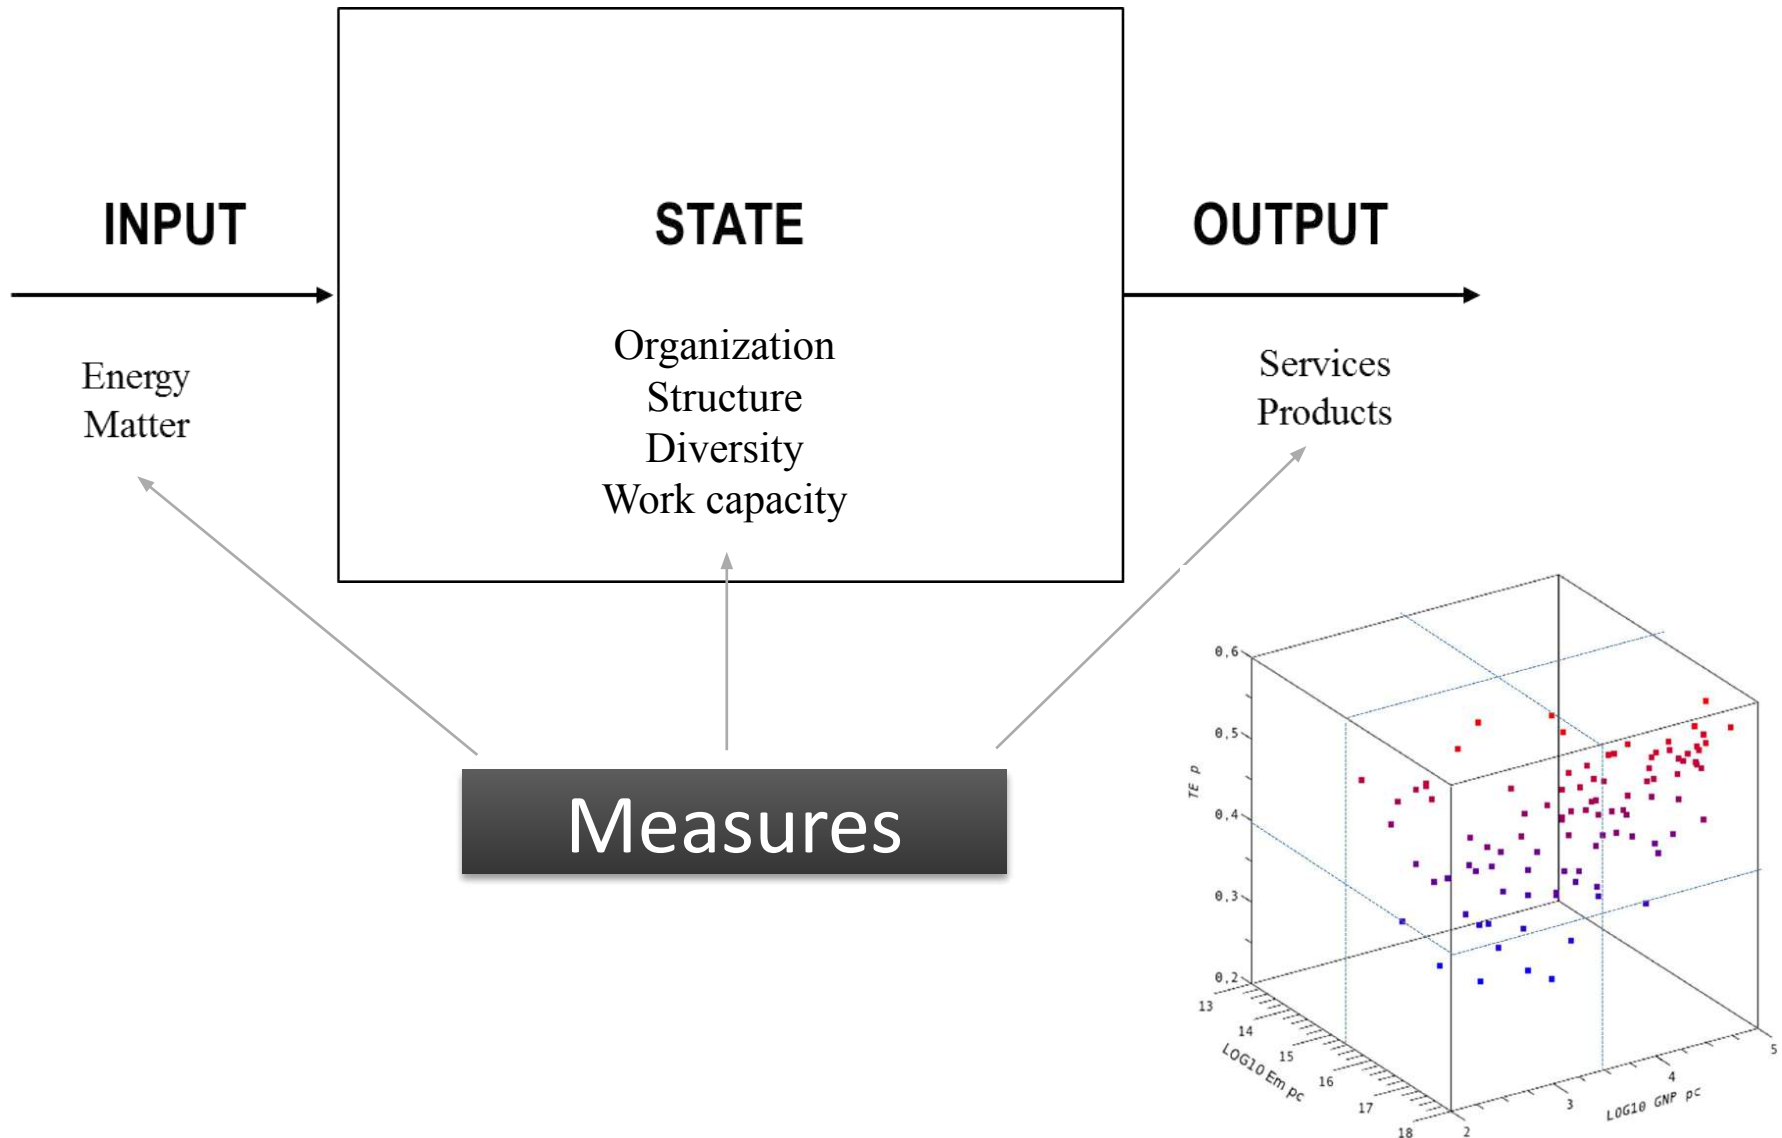 INPUT
STATE
OUTPUT
Energy
Matter
Organization
Structure
Diversity
Work capacity
Services
Products
Measures
0.6
0.5
0.4
0.3
0.2
TE p
13
14
15
16
17
18
LOG10 Em pc
2
3
4
5
LOG10 GNP pc